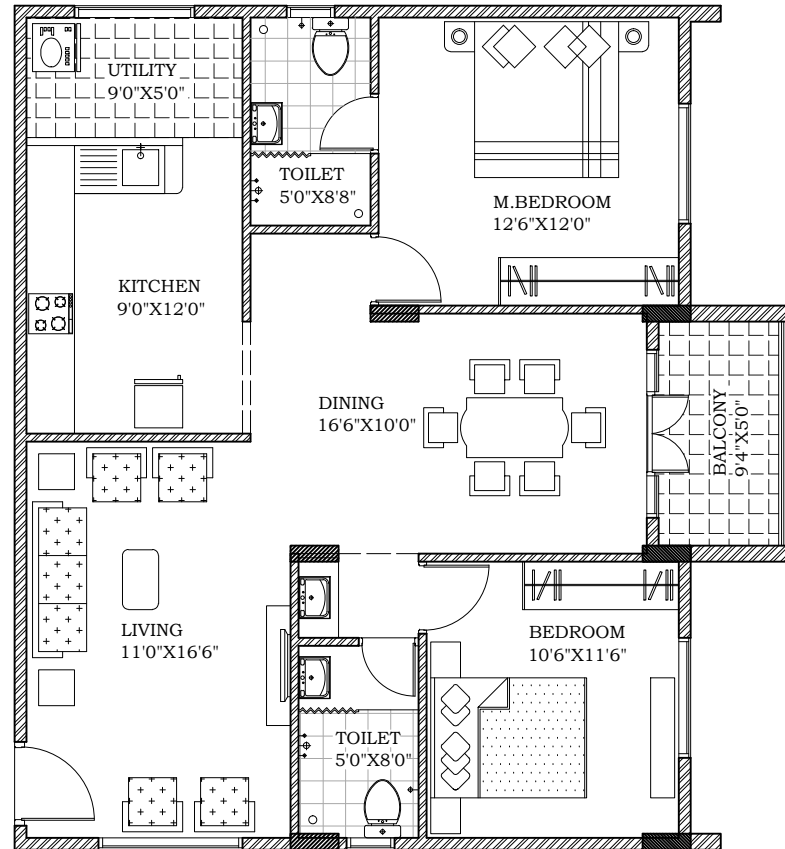 UTILITY
9'0"X5'0"
TOILET
5'0"X8'8"
M.BEDROOM
12'6"X12'0"
KITCHEN
9'0"X12'0"
DINING
16'6"X10'0"
BALCONY
9'4"X5'0"
LIVING
11'0"X16'6"
BEDROOM
10'6"X11'6"
TOILET
5'0"X8'0"